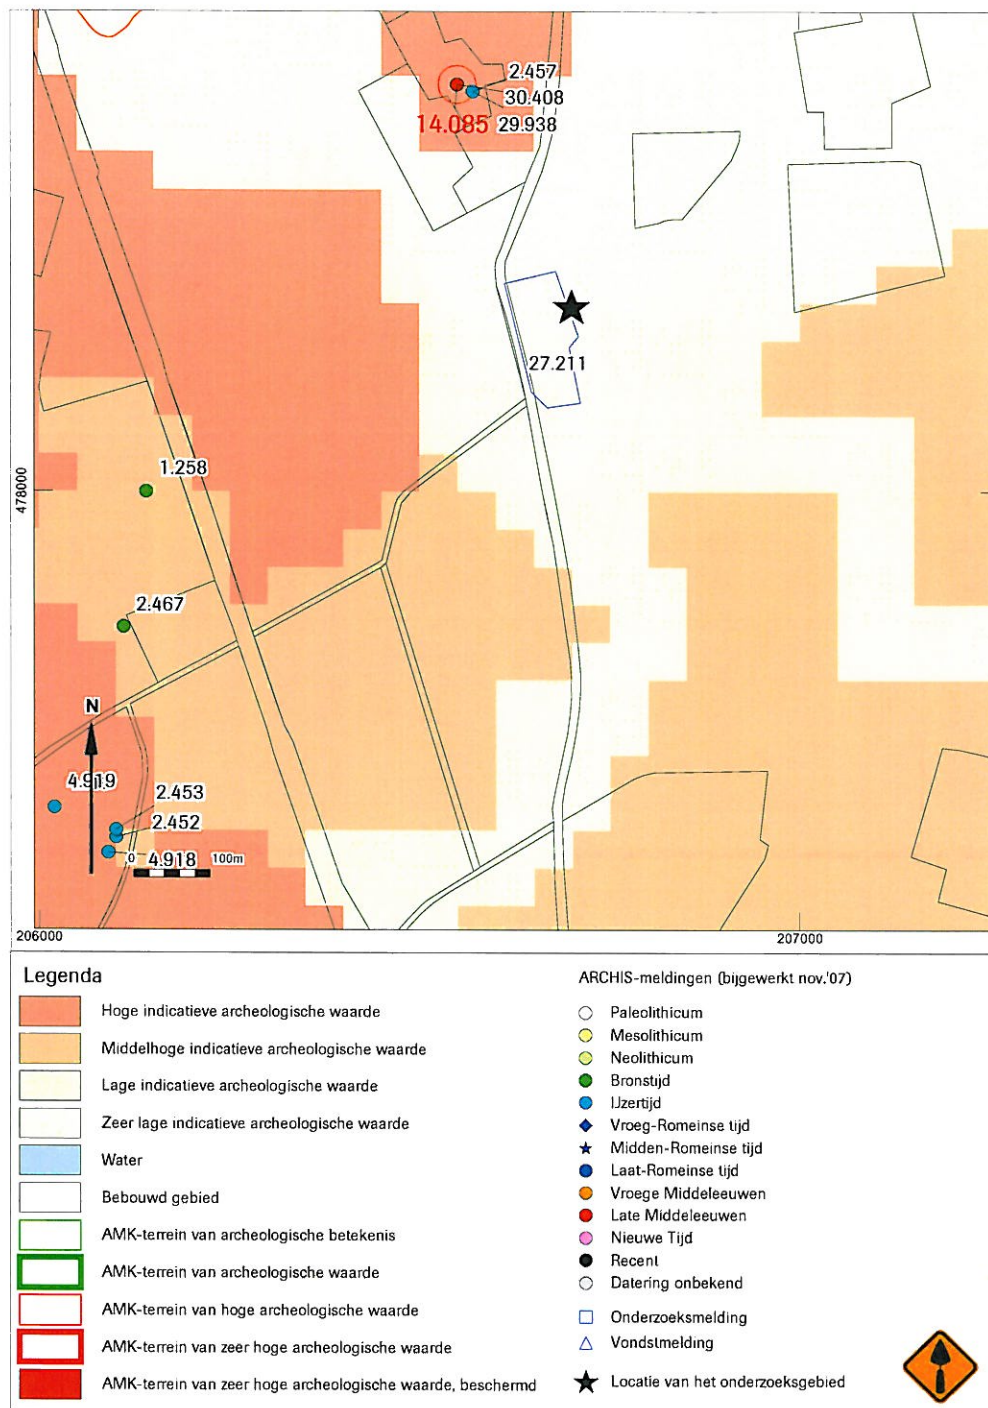 2.457
30.408
14.085
29.938
27.211
478000
1.258
2.467
N
4.919
2.453
2.452
0
4.918
100m
206000
207000
Legenda
Hoge indicatieve archeologische waarde
Middelhoge indicatieve archeologische waarde
Lage indicatieve archeologische waarde
Zeer lage indicatieve archeologische waarde
Water
Bebouwd gebied
AMK-terrein van archeologische betekenis
AMK-terrein van archeologische waarde
AMK-terrein van hoge archeologische waarde
AMK-terrein van zeer hoge archeologische waarde
AMK-terrein van zeer hoge archeologische waarde, beschermd
ARCHIS-meldingen (bijgewerkt nov.'07)
Paleolithicum
Mesolithicum
Neolithicum
Bronstijd
IJzertijd
Vroeg-Romeinse tijd
Midden-Romeinse tijd
Laat-Romeinse tijd
Vroege Middeleeuwen
Late Middeleeuwen
Nieuwe Tijd
Recent
Datering onbekend
Onderzoeksmelding
Vondstmelding
Locatie van het onderzoeksgebied